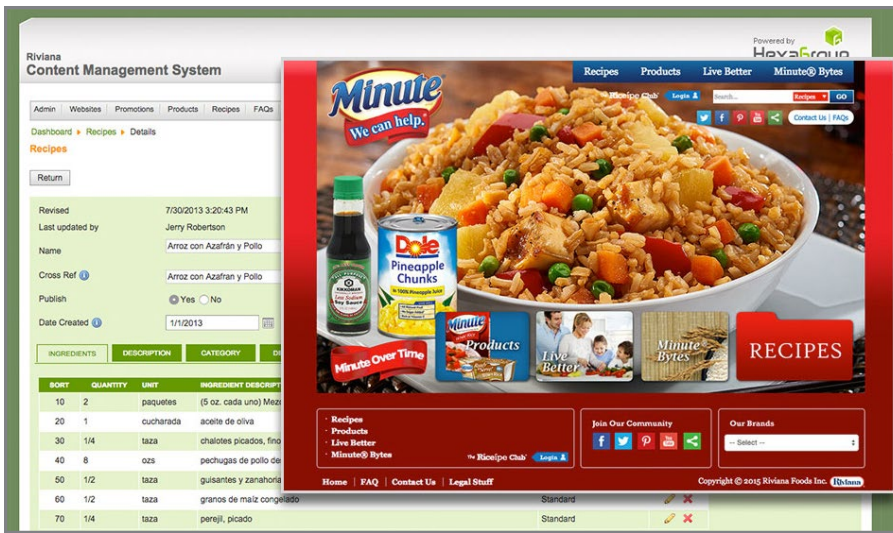 Riviana
Content Management System
Powered by
HexaGroup
Admin Websites Promotions Products Recipes FAQs
Dashboard Recipes Details
Recipes
Return
Revised 7/30/2013 3:20:43 PM
Last updated by Jerry Robertson
Name Arroz con Azafrán y Pollo
Cross Ref Arroz con Azafran y Pollo
Publish Yes No
Date Created 1/1/2013
INGREDIENTS DESCRIPTION CATEGORY
SORT QUANTITY UNIT INGREDIENT DESCRIPT
10 2 paquetes (5 oz. cada uno)
20 1 cucharada aceite de oliva
30 1/4 taza chalotes picados, fino
40 8 ozs pechugas de pollo
50 1/2 taza guisantes y zanahoria
60 1/2 taza granos de maíz congelado Standard
70 1/4 taza perejil, picado Standard
Minute
We can help.®
Recipes Products Live Better Minute® Bytes
The Riceipe Club Login Search... Recipes GO
Contact Us | FAQs
KIKKOMAN
Less Sodium
Soy Sauce
Dole
Pineapple
Chunks
in 100% Pineapple Juice
Minute Over Time
Minute
Products
Live
Better
Minute
Bytes
RECIPES
· Recipes
· Products
· Live Better
· Minute® Bytes
The Riceipe Club Login
Join Our Community
Our Brands
-- Select --
Home | FAQ | Contact Us | Legal Stuff
Copyright © 2015 Riviana Foods Inc. Riviana